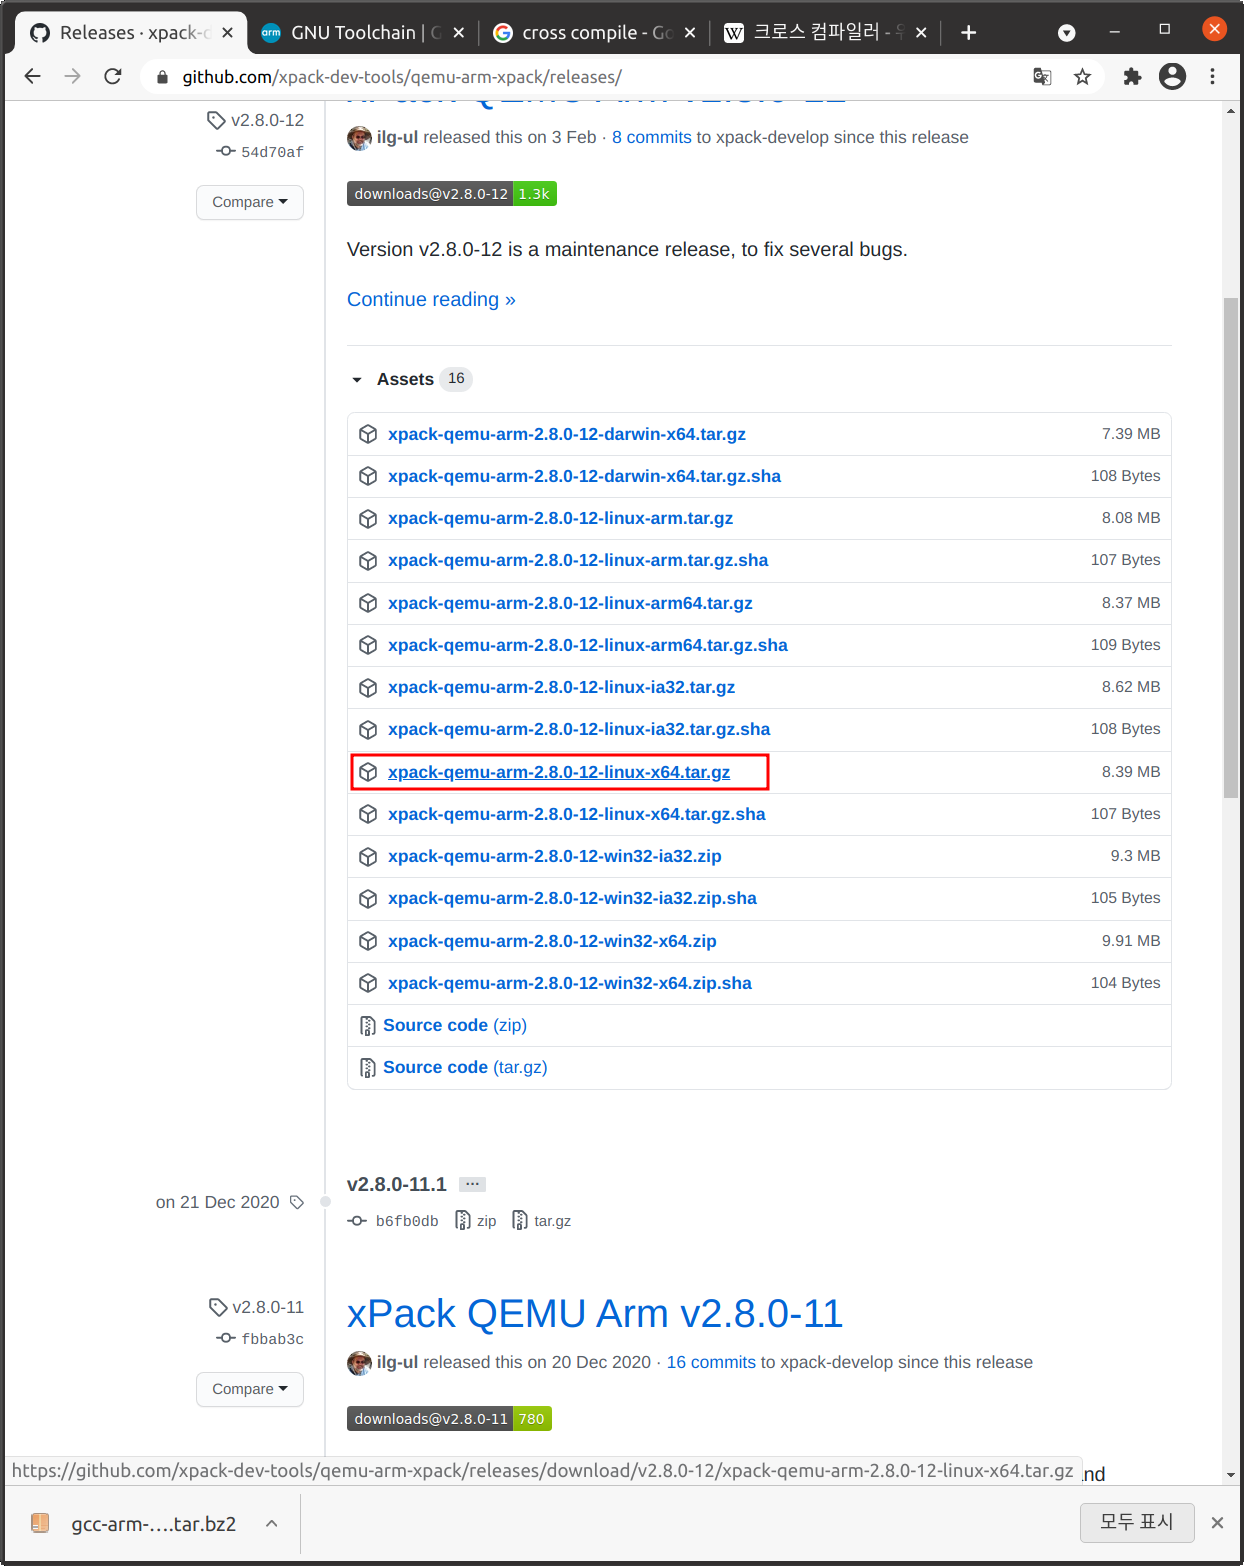 Releases · xpack-d
GNU Toolchain | G
cross compile - Go
크로스 컴파일러 - 위
github.com/xpack-dev-tools/qemu-arm-xpack/releases/
xPack QEMU Arm v2.8.0-12
v2.8.0-12
ilg-ul released this on 3 Feb · 8 commits to xpack-develop since this release
54d70af
downloads@v2.8.0-12 1.3k
Compare
Version v2.8.0-12 is a maintenance release, to fix several bugs.
Continue reading »
Assets 16
xpack-qemu-arm-2.8.0-12-darwin-x64.tar.gz 7.39 MB
xpack-qemu-arm-2.8.0-12-darwin-x64.tar.gz.sha 108 Bytes
xpack-qemu-arm-2.8.0-12-linux-arm.tar.gz 8.08 MB
xpack-qemu-arm-2.8.0-12-linux-arm.tar.gz.sha 107 Bytes
xpack-qemu-arm-2.8.0-12-linux-arm64.tar.gz 8.37 MB
xpack-qemu-arm-2.8.0-12-linux-arm64.tar.gz.sha 109 Bytes
xpack-qemu-arm-2.8.0-12-linux-ia32.tar.gz 8.62 MB
xpack-qemu-arm-2.8.0-12-linux-ia32.tar.gz.sha 108 Bytes
xpack-qemu-arm-2.8.0-12-linux-x64.tar.gz 8.39 MB
xpack-qemu-arm-2.8.0-12-linux-x64.tar.gz.sha 107 Bytes
xpack-qemu-arm-2.8.0-12-win32-ia32.zip 9.3 MB
xpack-qemu-arm-2.8.0-12-win32-ia32.zip.sha 105 Bytes
xpack-qemu-arm-2.8.0-12-win32-x64.zip 9.91 MB
xpack-qemu-arm-2.8.0-12-win32-x64.zip.sha 104 Bytes
Source code (zip)
Source code (tar.gz)
v2.8.0-11.1 ...
on 21 Dec 2020
b6fb0db zip tar.gz
v2.8.0-11
xPack QEMU Arm v2.8.0-11
fbbab3c
ilg-ul released this on 20 Dec 2020 · 16 commits to xpack-develop since this release
Compare
downloads@v2.8.0-11 780
https://github.com/xpack-dev-tools/qemu-arm-xpack/releases/download/v2.8.0-12/xpack-qemu-arm-2.8.0-12-linux-x64.tar.gz
gcc-arm-....tar.bz2
모두 표시